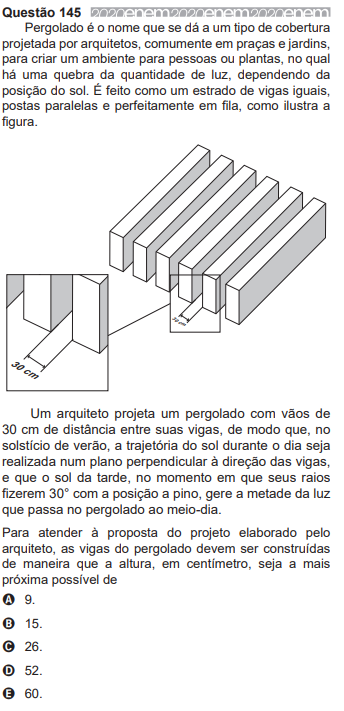 Questão 145 2020enem2020enem2020enem
Pergolado é o nome que se dá a um tipo de cobertura
projetada por arquitetos, comumente em praças e jardins,
para criar um ambiente para pessoas ou plantas, no qual
há uma quebra da quantidade de luz, dependendo da
posição do sol. É feito como um estrado de vigas iguais,
postas paralelas e perfeitamente em fila, como ilustra a
figura.
30 cm
30 cm
Um arquiteto projeta um pergolado com vãos de
30 cm de distância entre suas vigas, de modo que, no
solstício de verão, a trajetória do sol durante o dia seja
realizada num plano perpendicular à direção das vigas,
e que o sol da tarde, no momento em que seus raios
fizerem 30° com a posição a pino, gere a metade da luz
que passa no pergolado ao meio-dia.
Para atender à proposta do projeto elaborado pelo
arquiteto, as vigas do pergolado devem ser construídas
de maneira que a altura, em centímetro, seja a mais
próxima possível de
A 9.
B 15.
C 26.
D 52.
E 60.